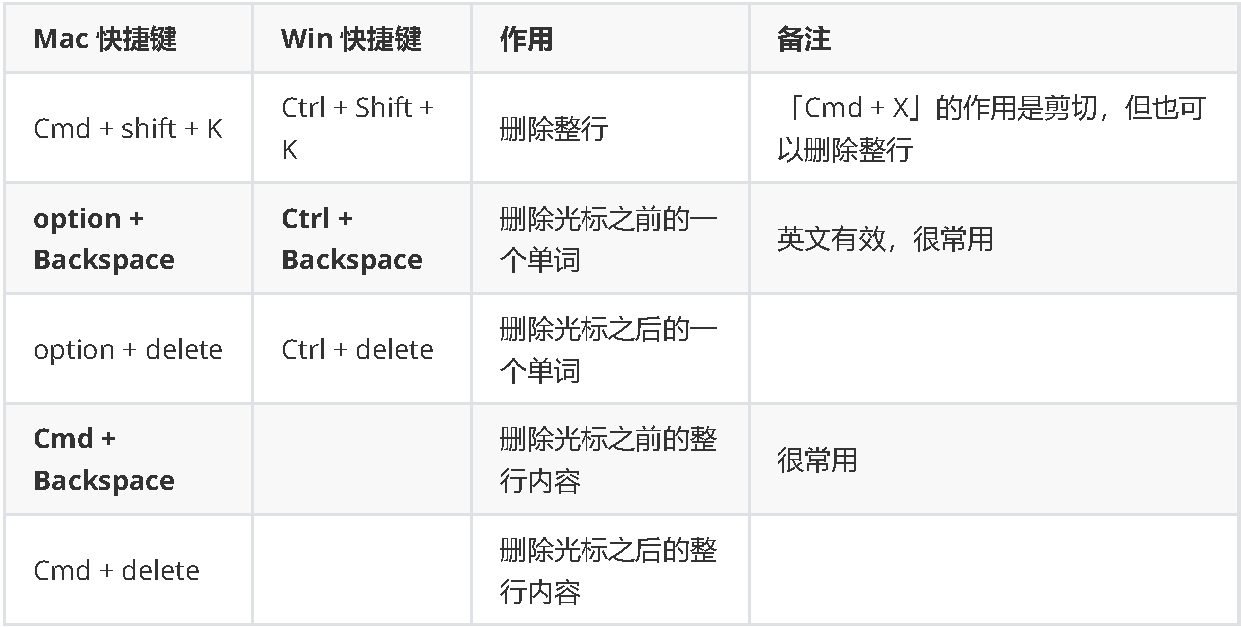 Mac 快捷键 Win 快捷键 作用 备注
Cmd + shift + K
Ctrl + Shift +
K
删除整行
「Cmd + X」的作用是剪切，但也可
以删除整行
option +
Backspace
Ctrl +
Backspace
删除光标之前的一
个单词
英文有效，很常用
option + delete
Ctrl + delete
删除光标之后的一
个单词
Cmd +
Backspace
删除光标之前的整
行内容
很常用
Cmd + delete
删除光标之后的整
行内容